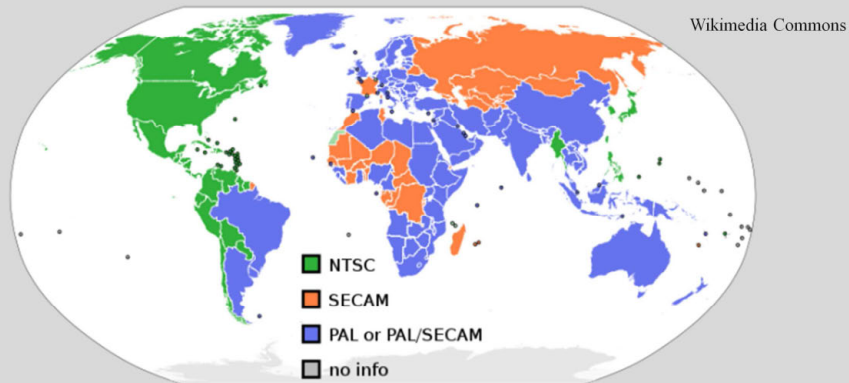 Wikimedia Commons
NTSC
SECAM
PAL or PAL/SECAM
no info